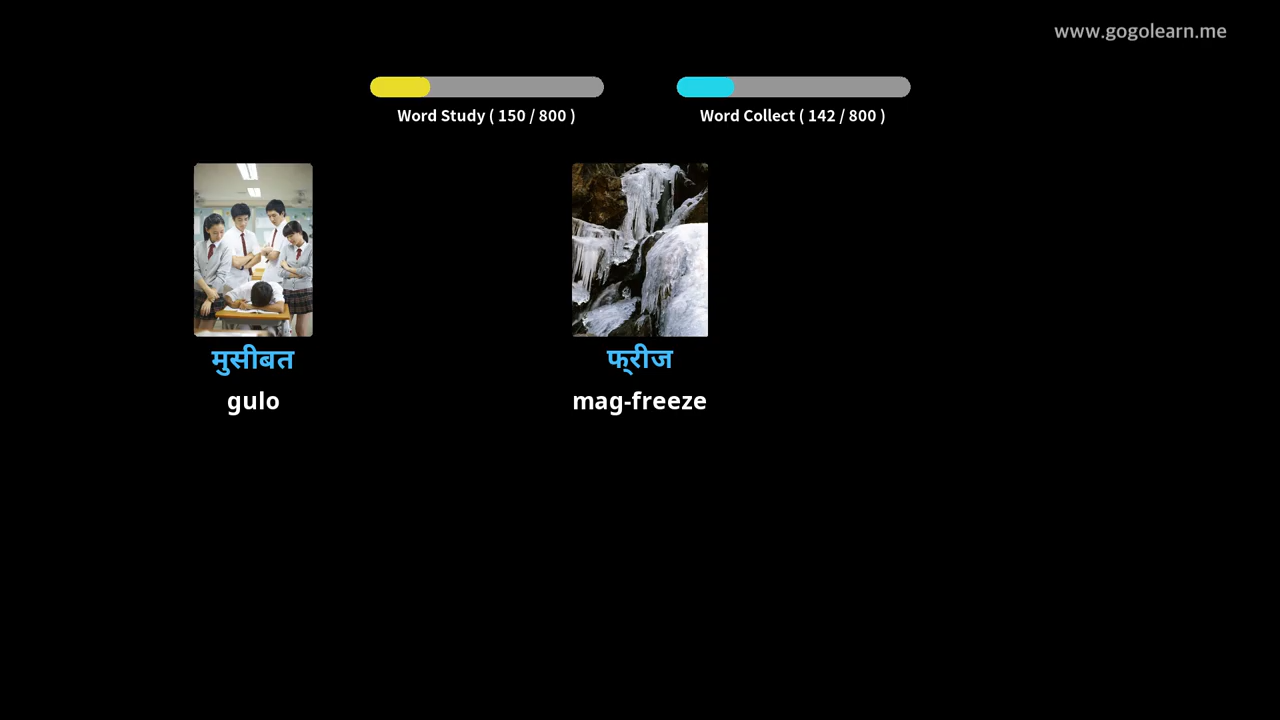 www.gogolearn.me
Word Study ( 150 / 800 )
Word Collect ( 142 / 800 )
मुसीबत
gulo
फ्रीज
mag-freeze